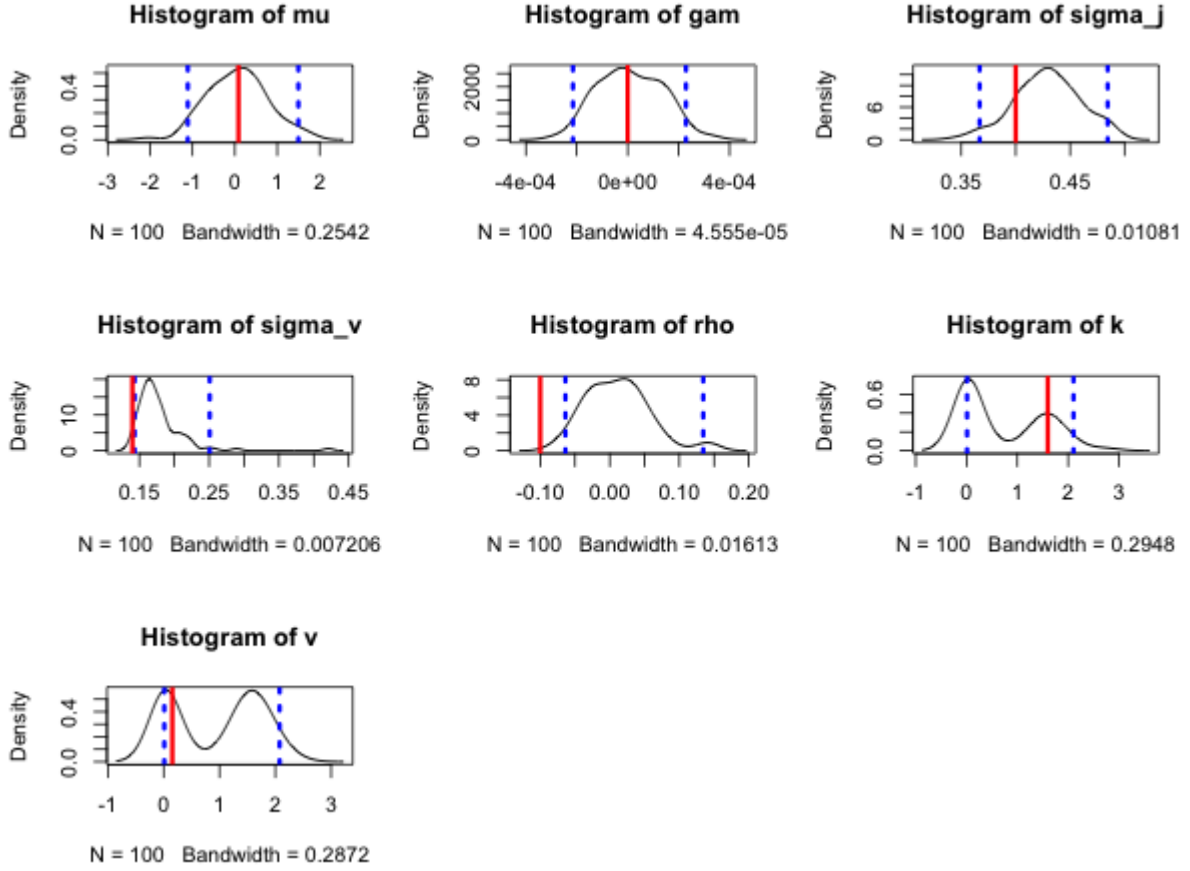 Histogram of mu
Density
0.0 0.4
-3 -2 -1 0 1 2
N = 100 Bandwidth = 0.2542
Histogram of gam
Density
0 2000
-4e-04 0e+00 4e-04
N = 100 Bandwidth = 4.555e-05
Histogram of sigma_j
Density
0 6
0.35 0.45
N = 100 Bandwidth = 0.01081
Histogram of sigma_v
Density
0 10
0.15 0.25 0.35 0.45
N = 100 Bandwidth = 0.007206
Histogram of rho
Density
0 4 8
-0.10 0.00 0.10 0.20
N = 100 Bandwidth = 0.01613
Histogram of k
Density
0.0 0.6
-1 0 1 2 3
N = 100 Bandwidth = 0.2948
Histogram of v
Density
0.0 0.4
-1 0 1 2 3
N = 100 Bandwidth = 0.2872